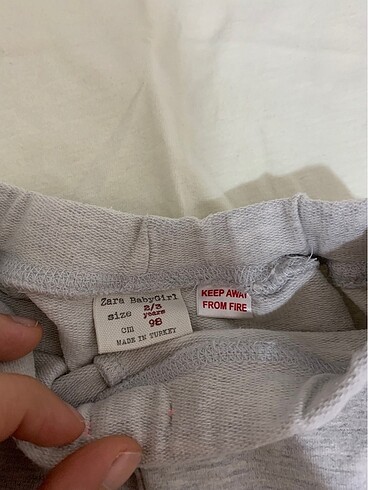 Zara BabyGirl
size 2/3 years
cm 98
MADE IN TURKEY
KEEP AWAY
FROM FIRE